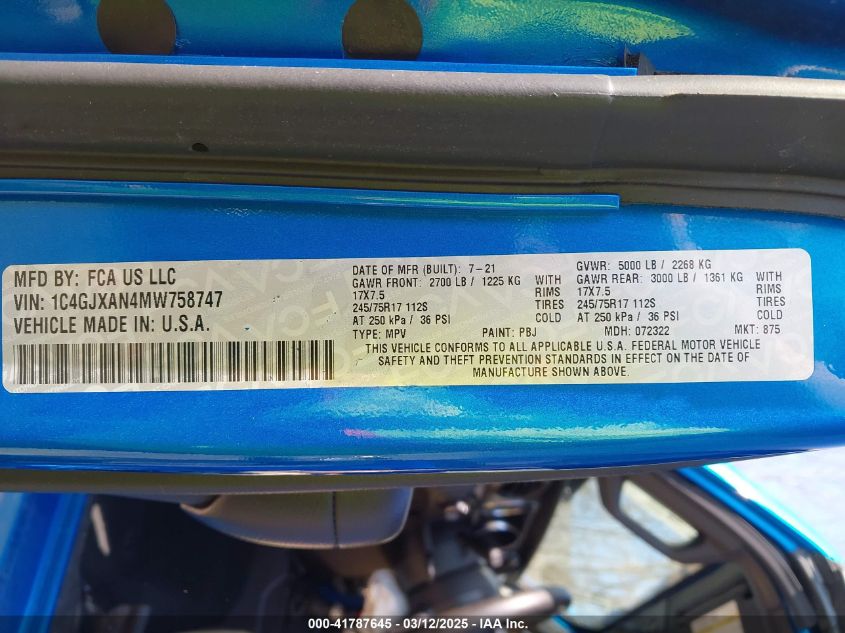 MFD BY: FCA US LLC
VIN: 1C4GJXAN4MW758747
VEHICLE MADE IN: U.S.A.
DATE OF MFR (BUILT): 7-21
GAWR FRONT: 2700 LB / 1225 KG WITH
17X7.5 RIMS
245/75R17 112S TIRES
AT 250 kPa / 36 PSI COLD
GVWR: 5000 LB / 2268 KG
GAWR REAR: 3000 LB / 1361 KG WITH
17X7.5 RIMS
245/75R17 112S TIRES
AT 250 kPa / 36 PSI COLD
TYPE: MPV PAINT: PBJ MDH: 072322 MKT: 875
THIS VEHICLE CONFORMS TO ALL APPLICABLE U.S.A. FEDERAL MOTOR VEHICLE
SAFETY AND THEFT PREVENTION STANDARDS IN EFFECT ON THE DATE OF
MANUFACTURE SHOWN ABOVE.
000-41787645 - 03/12/2025 - IAA, Inc.